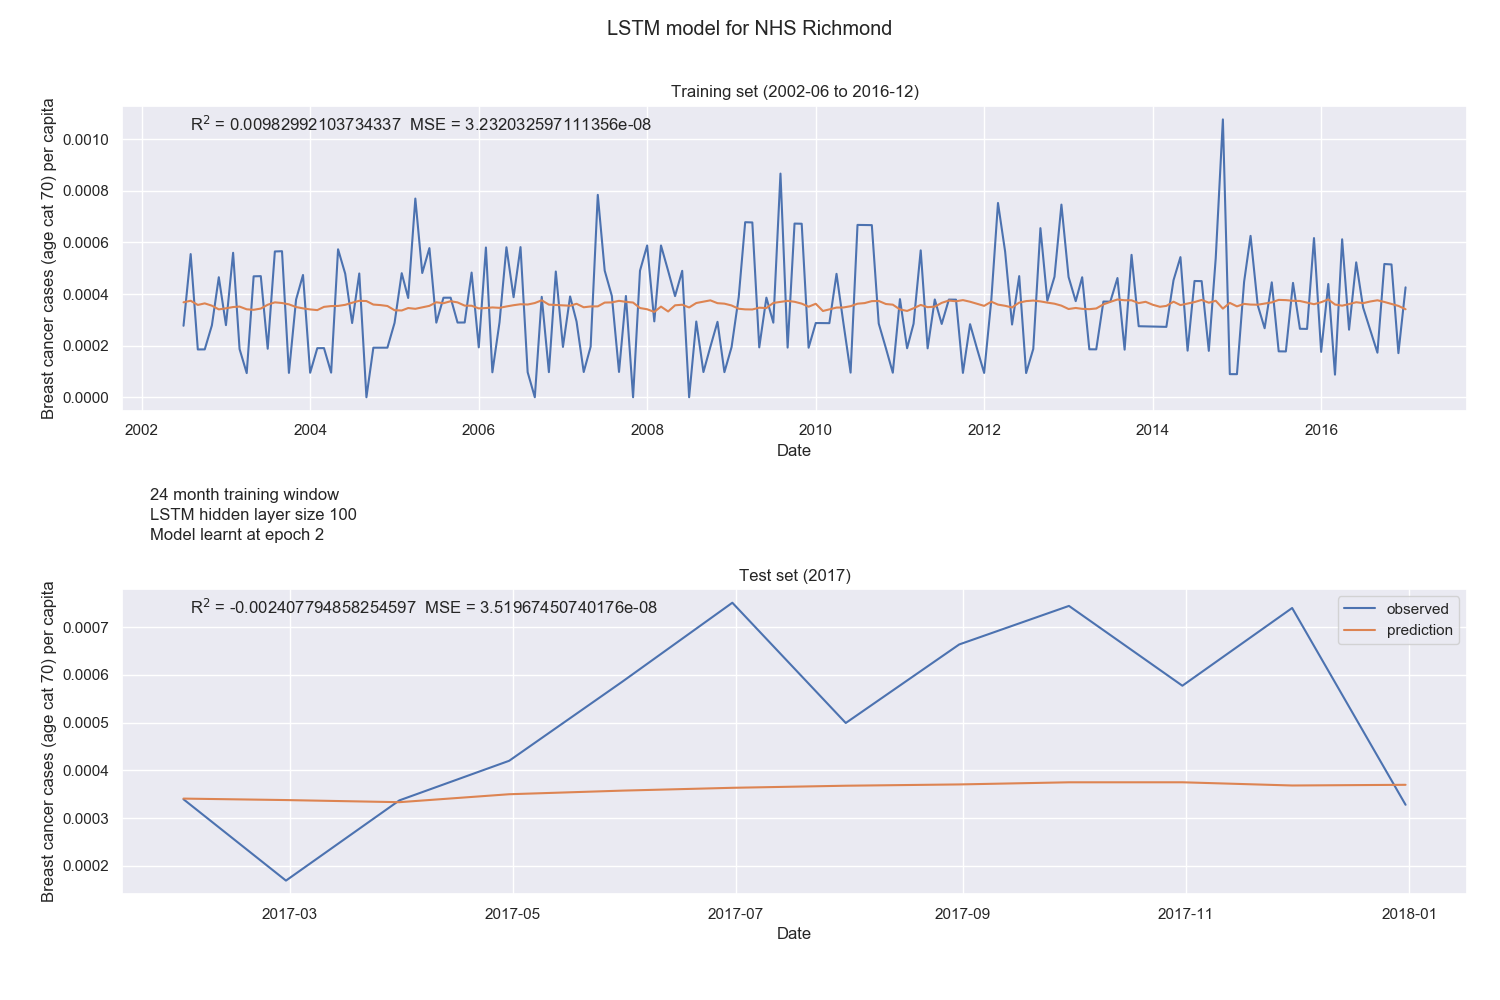 LSTM model for NHS Richmond
Training set (2002-06 to 2016-12)
R² = 0.00982992103734337 MSE = 3.232032597111356e-08
Breast cancer cases (age cat 70) per capita
0.0010
0.0008
0.0006
0.0004
0.0002
0.0000
2002 2004 2006 2008 2010 2012 2014 2016
Date
24 month training window
LSTM hidden layer size 100
Model learnt at epoch 2
Test set (2017)
R² = -0.002407794858254597 MSE = 3.51967450740176e-08
observed
prediction
Breast cancer cases (age cat 70) per capita
0.0007
0.0006
0.0005
0.0004
0.0003
0.0002
2017-03 2017-05 2017-07 2017-09 2017-11 2018-01
Date